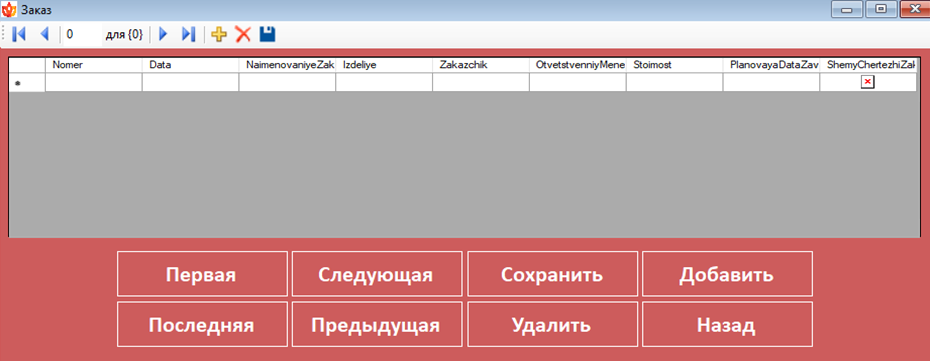 Заказ
0 для {0}
Nomer Data NaimenovaniyeZak Izdeliye Zakazchik OtvetstvenniyMene Stoimost PlanovayaDataZav ShemyChertezhiZak
Первая Следующая Сохранить Добавить
Последняя Предыдущая Удалить Назад